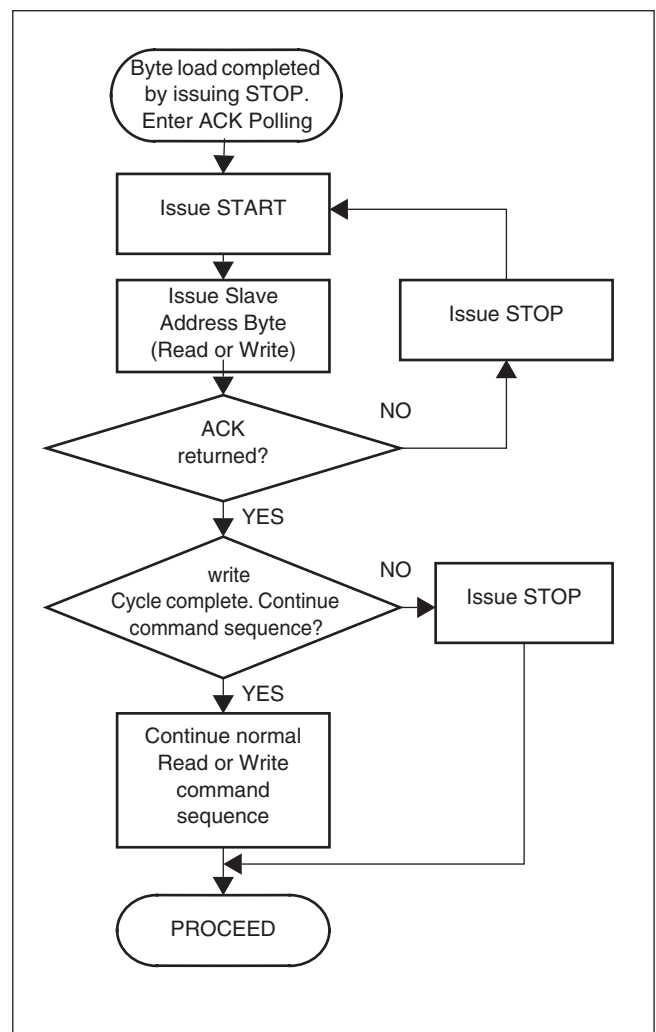 Byte load completed
by issuing STOP.
Enter ACK Polling
Issue START
Issue Slave
Address Byte
(Read or Write)
Issue STOP
ACK
returned?
NO
YES
write
Cycle complete. Continue
command sequence?
NO
Issue STOP
YES
Continue normal
Read or Write
command
sequence
PROCEED